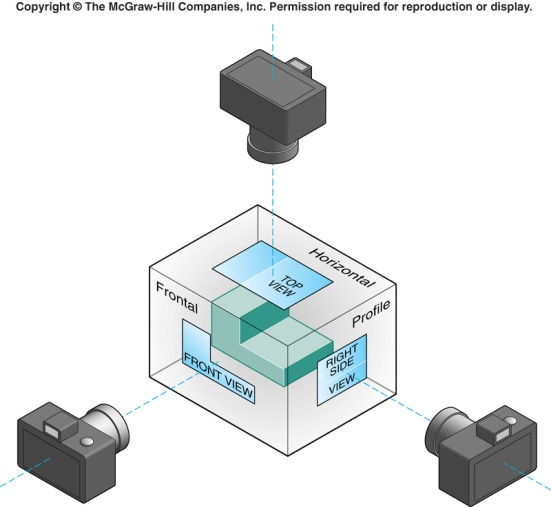 Copyright © The McGraw-Hill Companies, Inc. Permission required for reproduction or display.
Horizontal
TOP
VIEW
Frontal
Profile
FRONT VIEW
RIGHT
SIDE
VIEW